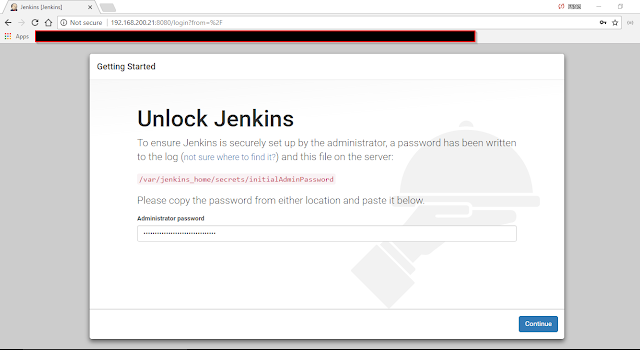 Jenkins [Jenkins]
Not secure
192.168.200.21:8080/login?from=%2F
Apps
Getting Started
Unlock Jenkins
To ensure Jenkins is securely set up by the administrator, a password has been written
to the log (not sure where to find it?) and this file on the server:
/var/jenkins_home/secrets/initialAdminPassword
Please copy the password from either location and paste it below.
Administrator password
Continue